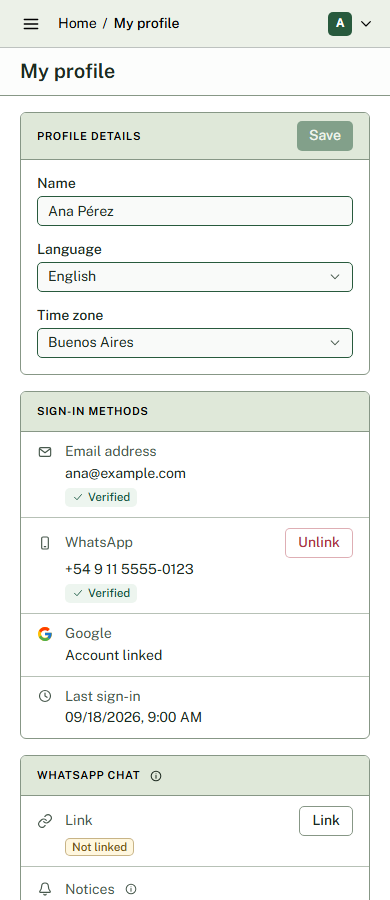 Home / My profile
A
My profile
PROFILE DETAILS
Save
Name
Ana Pérez
Language
English
Time zone
Buenos Aires
SIGN-IN METHODS
Email address
ana@example.com
Verified
WhatsApp
Unlink
+54 9 11 5555-0123
Verified
Google
Account linked
Last sign-in
09/18/2026, 9:00 AM
WHATSAPP CHAT
Link
Link
Not linked
Notices